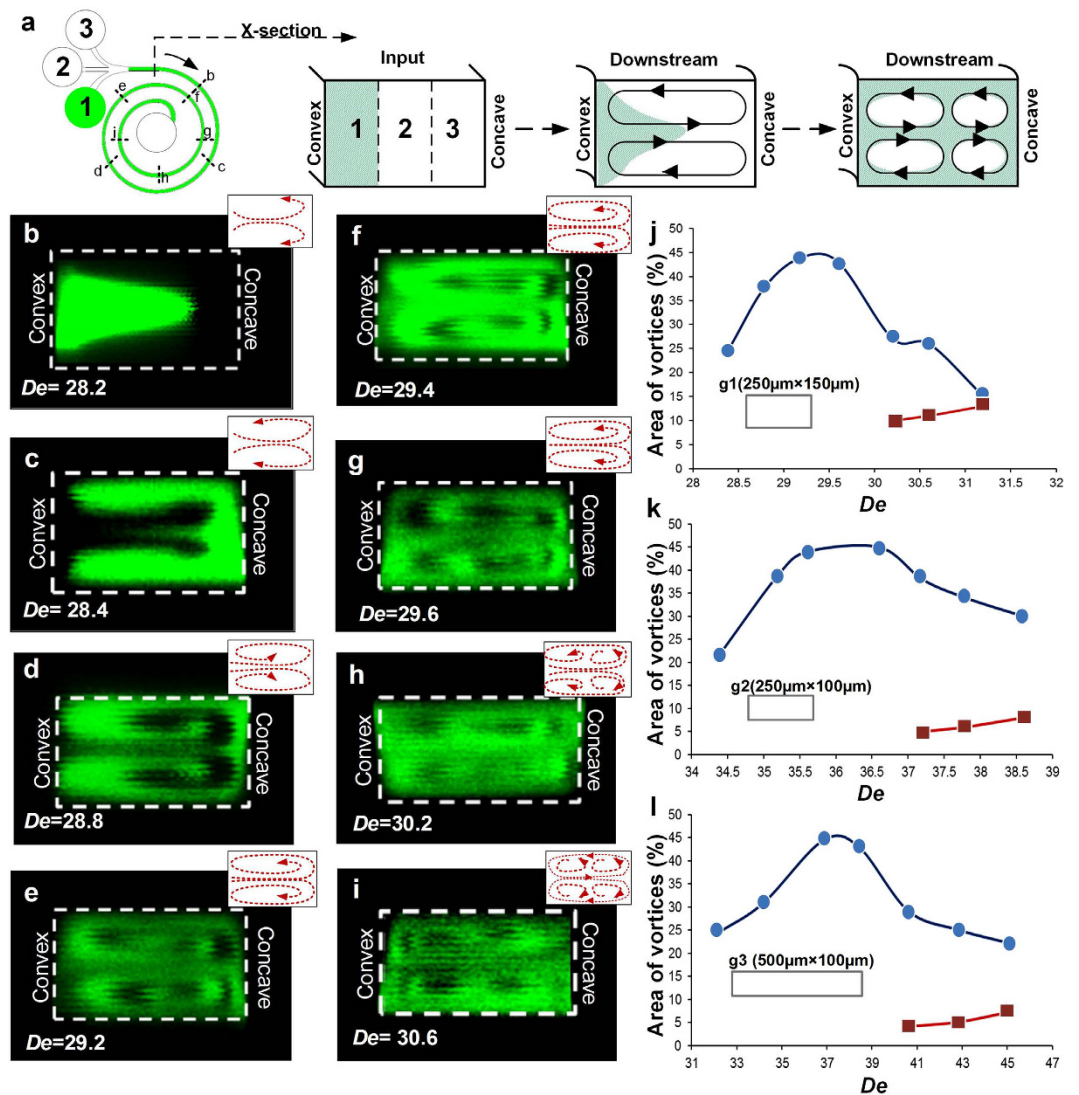 a
3
2
1
X-section
b
e
f
j
g
d
c
h
Input
Convex
1
2
3
Concave
Downstream
Convex
Concave
Downstream
Convex
Concave
b
Convex
Concave
De= 28.2
c
Convex
Concave
De= 28.4
d
Convex
Concave
De=28.8
e
Convex
Concave
De=29.2
f
Convex
Concave
De=29.4
g
Convex
Concave
De=29.6
h
Convex
Concave
De=30.2
i
Convex
Concave
De= 30.6
j
Area of vortices (%)
50
45
40
35
30
25
20
15
10
5
0
g1(250µm×150µm)
28 28.5 29 29.5 30 30.5 31 31.5 32
De
k
Area of vortices (%)
50
45
40
35
30
25
20
15
10
5
0
g2(250µm×100µm)
34 34.5 35 35.5 36 36.5 37 37.5 38 38.5 39
De
l
Area of vortices (%)
50
45
40
35
30
25
20
15
10
5
0
g3 (500µm×100µm)
31 33 35 37 39 41 43 45 47
De